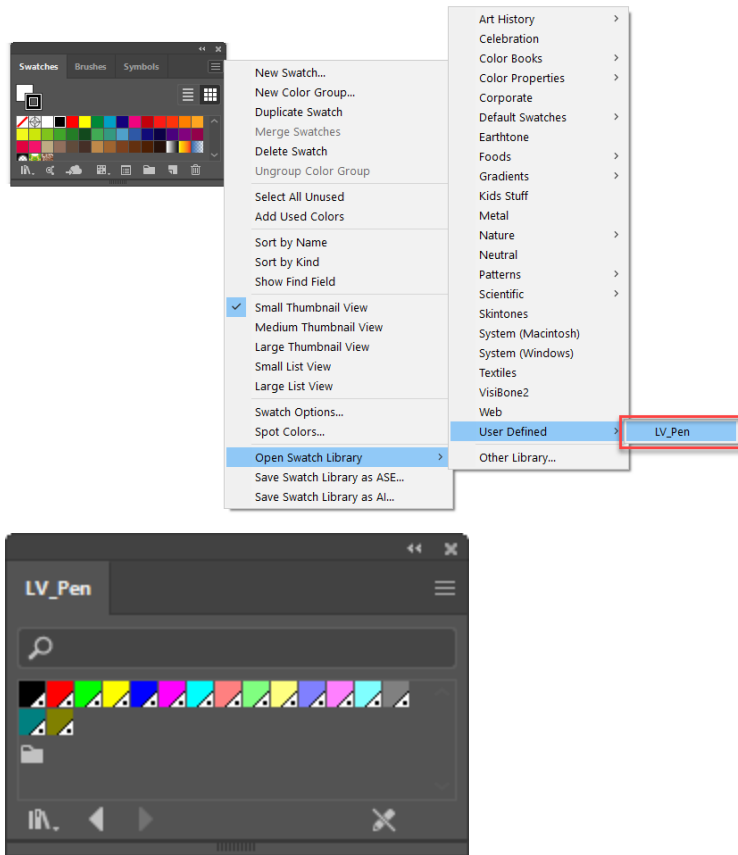 Swatches Brushes Symbols
New Swatch...
New Color Group...
Duplicate Swatch
Merge Swatches
Delete Swatch
Ungroup Color Group
Select All Unused
Add Used Colors
Sort by Name
Sort by Kind
Show Find Field
Small Thumbnail View
Medium Thumbnail View
Large Thumbnail View
Small List View
Large List View
Swatch Options...
Spot Colors...
Open Swatch Library
Save Swatch Library as ASE...
Save Swatch Library as AI...
Art History
Celebration
Color Books
Color Properties
Corporate
Default Swatches
Earthtone
Foods
Gradients
Kids Stuff
Metal
Nature
Neutral
Patterns
Scientific
Skintones
System (Macintosh)
System (Windows)
Textiles
VisiBone2
Web
User Defined
Other Library...
LV_Pen
LV_Pen